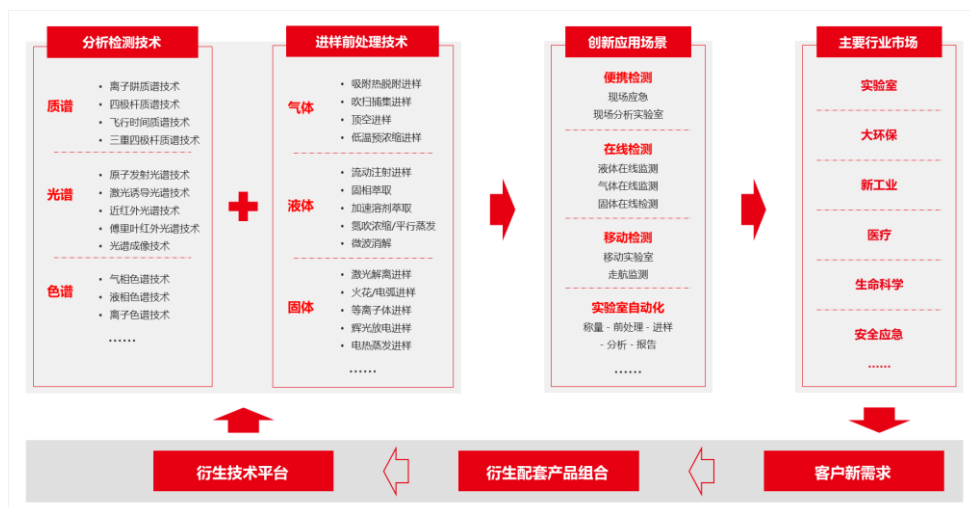 分析检测技术
质谱
• 离子阱质谱技术
• 四极杆质谱技术
• 飞行时间质谱技术
• 三重四极杆质谱技术
光谱
• 原子发射光谱技术
• 激光诱导光谱技术
• 近红外光谱技术
• 傅里叶红外光谱技术
• 光谱成像技术
色谱
• 气相色谱技术
• 液相色谱技术
• 离子色谱技术
……
进样前处理技术
气体
• 吸附热脱附进样
• 吹扫捕集进样
• 顶空进样
• 低温预浓缩进样
液体
• 流动注射进样
• 固相萃取
• 加速溶剂萃取
• 氮吹浓缩/平行蒸发
• 微波消解
固体
• 激光解离进样
• 火花/电弧进样
• 等离子体进样
• 辉光放电进样
• 电热蒸发进样
……
创新应用场景
便携检测
现场应急
现场分析实验室
在线检测
液体在线监测
气体在线监测
固体在线检测
移动检测
移动实验室
走航监测
实验室自动化
称量 - 前处理 - 进样
- 分析 - 报告
……
主要行业市场
实验室
大环保
新工业
医疗
生命科学
安全应急
……
衍生技术平台
衍生配套产品组合
客户新需求